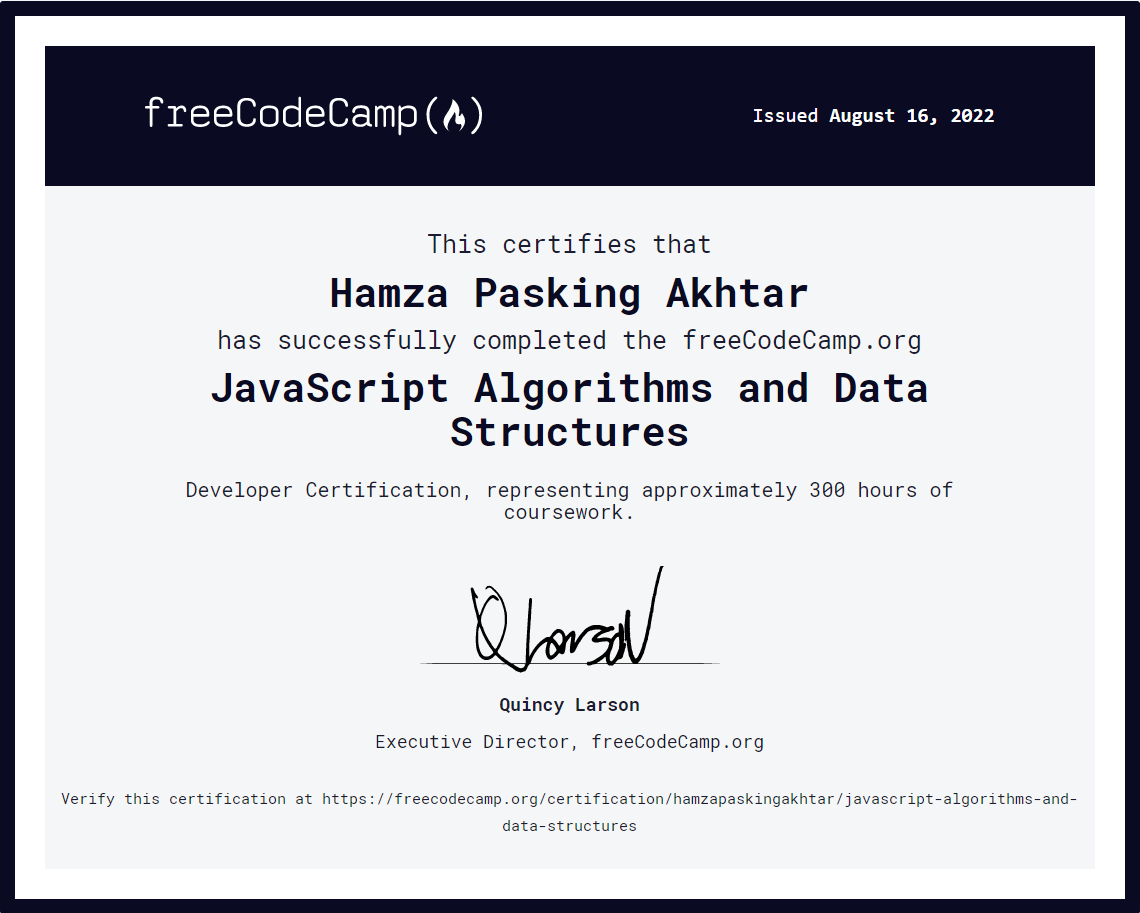 freeCodeCamp(🔥)
Issued August 16, 2022
This certifies that
Hamza Pasking Akhtar
has successfully completed the freeCodeCamp.org
JavaScript Algorithms and Data
Structures
Developer Certification, representing approximately 300 hours of
coursework.
Q Larson
Quincy Larson
Executive Director, freeCodeCamp.org
Verify this certification at https://freecodecamp.org/certification/hamzapaskingakhtar/javascript-algorithms-and-
data-structures